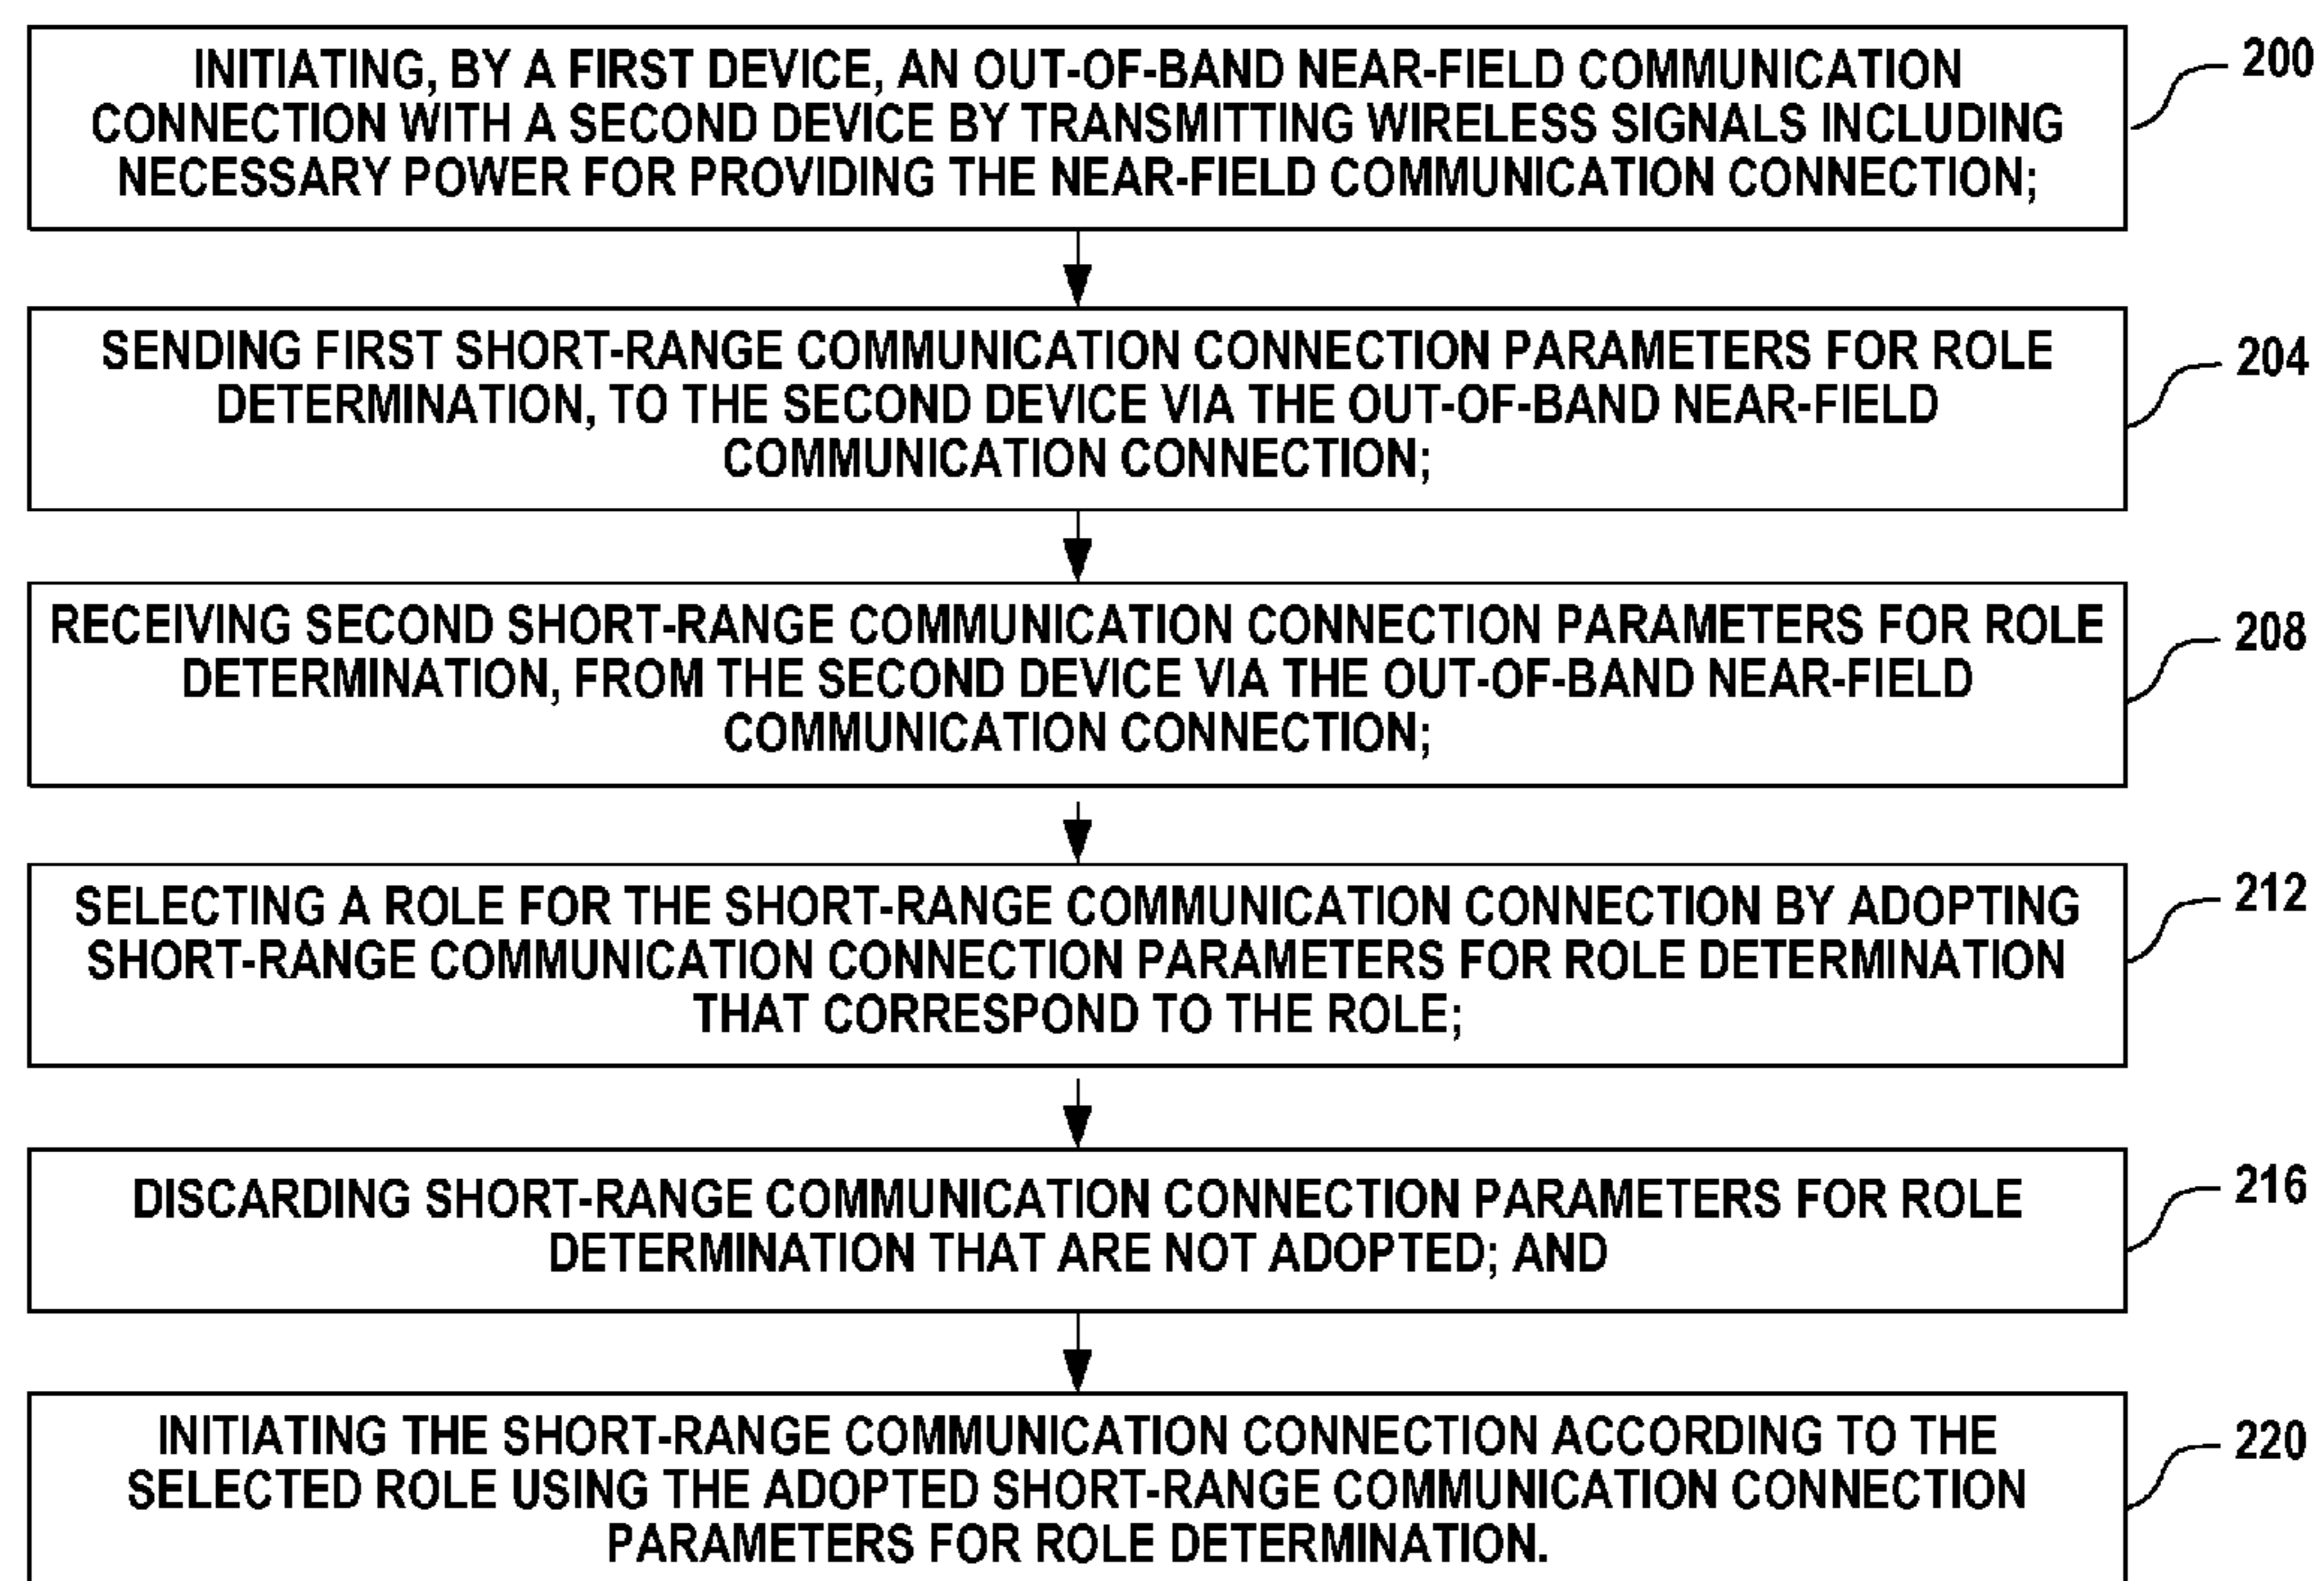 INITIATING, BY A FIRST DEVICE, AN OUT-OF-BAND NEAR-FIELD COMMUNICATION
CONNECTION WITH A SECOND DEVICE BY TRANSMITTING WIRELESS SIGNALS INCLUDING
NECESSARY POWER FOR PROVIDING THE NEAR-FIELD COMMUNICATION CONNECTION;
200
SENDING FIRST SHORT-RANGE COMMUNICATION CONNECTION PARAMETERS FOR ROLE
DETERMINATION, TO THE SECOND DEVICE VIA THE OUT-OF-BAND NEAR-FIELD
COMMUNICATION CONNECTION;
204
RECEIVING SECOND SHORT-RANGE COMMUNICATION CONNECTION PARAMETERS FOR ROLE
DETERMINATION, FROM THE SECOND DEVICE VIA THE OUT-OF-BAND NEAR-FIELD
COMMUNICATION CONNECTION;
208
SELECTING A ROLE FOR THE SHORT-RANGE COMMUNICATION CONNECTION BY ADOPTING
SHORT-RANGE COMMUNICATION CONNECTION PARAMETERS FOR ROLE DETERMINATION
THAT CORRESPOND TO THE ROLE;
212
DISCARDING SHORT-RANGE COMMUNICATION CONNECTION PARAMETERS FOR ROLE
DETERMINATION THAT ARE NOT ADOPTED; AND
216
INITIATING THE SHORT-RANGE COMMUNICATION CONNECTION ACCORDING TO THE
SELECTED ROLE USING THE ADOPTED SHORT-RANGE COMMUNICATION CONNECTION
PARAMETERS FOR ROLE DETERMINATION.
220